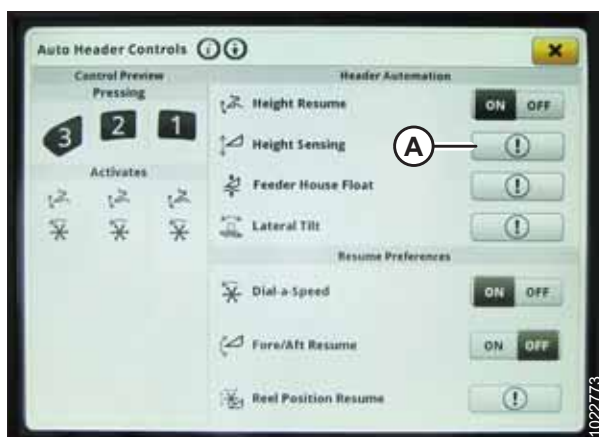 Auto Header Controls
Control Preview
Pressing
3 2 1
Activates
Header Automation
Height Resume ON OFF
Height Sensing
A
Feeder House Float
Lateral Tilt
Resume Preferences
Dial-a-Speed ON OFF
Fore/Aft Resume ON OFF
Reel Position Resume
1022773